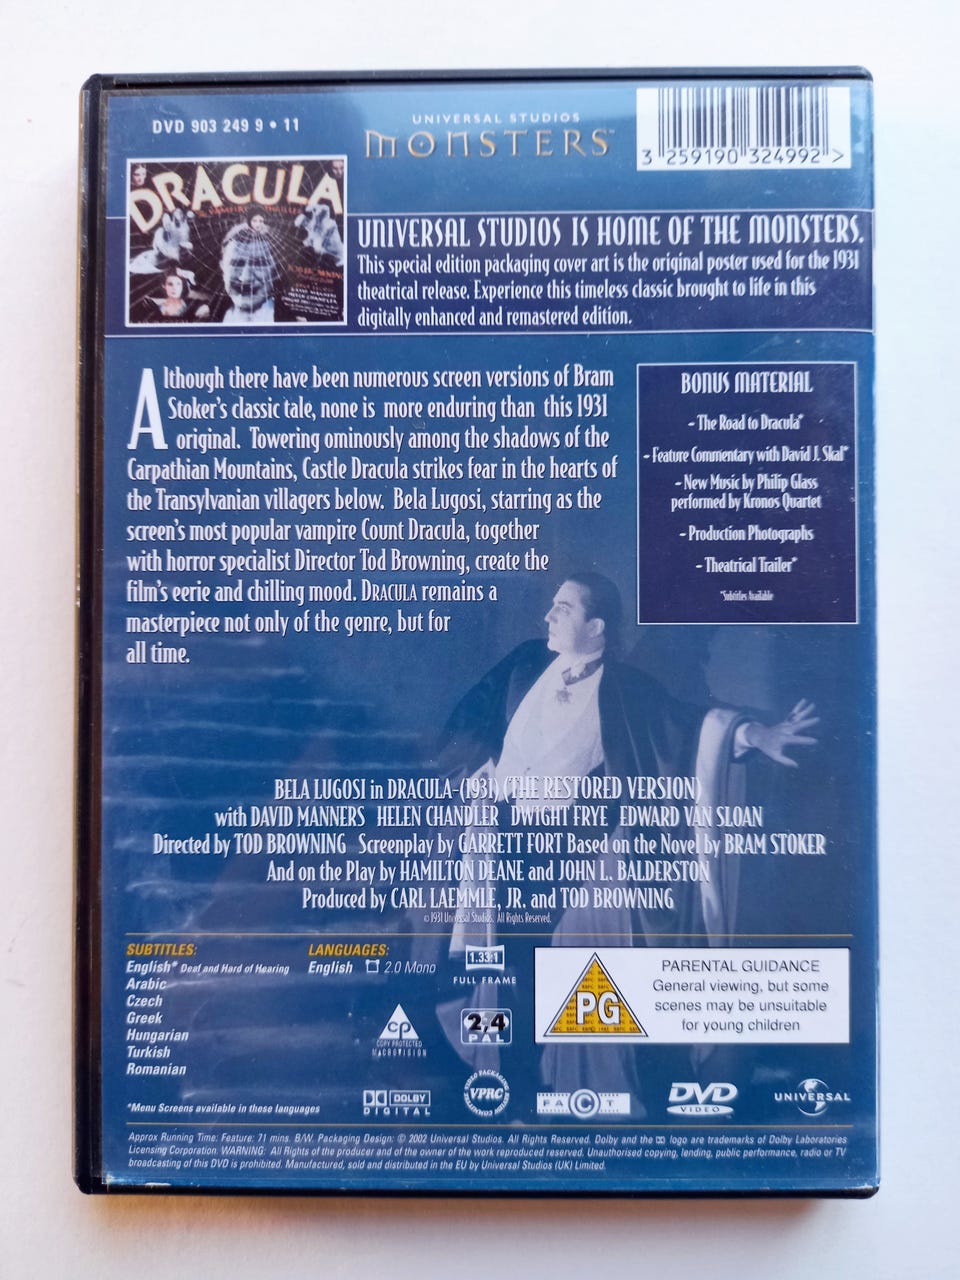 DVD 903 249 9 • 11
UNIVERSAL STUDIOS
MONSTERS™
3 259190 324992 >
DRACULA
UNIVERSAL STUDIOS IS HOME OF THE MONSTERS.
This special edition packaging cover art is the original poster used for the 1931
theatrical release. Experience this timeless classic brought to life in this
digitally enhanced and remastered edition.
Although there have been numerous screen versions of Bram
Stoker's classic tale, none is more enduring than this 1931
original. Towering ominously among the shadows of the
Carpathian Mountains, Castle Dracula strikes fear in the hearts of
the Transylvanian villagers below. Bela Lugosi, starring as the
screen's most popular vampire Count Dracula, together
with horror specialist Director Tod Browning, create the
film's eerie and chilling mood. DRACULA remains a
masterpiece not only of the genre, but for
all time.
BONUS MATERIAL
- The Road to Dracula*
- Feature Commentary with David J. Skal*
- New Music by Philip Glass
performed by Kronos Quartet
- Production Photographs
- Theatrical Trailer*
*Subtitles Available
BELA LUGOSI in DRACULA-(1931) (THE RESTORED VERSION)
with DAVID MANNERS HELEN CHANDLER DWIGHT FRYE EDWARD VAN SLOAN
Directed by TOD BROWNING Screenplay by GARRETT FORT Based on the Novel by BRAM STOKER
And on the Play by HAMILTON DEANE and JOHN L. BALDERSTON
Produced by CARL LAEMMLE, JR. and TOD BROWNING
© 1931 Universal Studios. All Rights Reserved.
SUBTITLES:
English* Deaf and Hard of Hearing
Arabic
Czech
Greek
Hungarian
Turkish
Romanian
*Menu Screens available in these languages
LANGUAGES:
English 2.0 Mono
1.33:1
FULL FRAME
CP
COPY PROTECTED
MACROVISION
2,4
PAL
PG
PARENTAL GUIDANCE
General viewing, but some
scenes may be unsuitable
for young children
DOLBY
DIGITAL
VIDEO PACKAGING REVIEW COMMITTEE
VPRC
FACT
DVD
VIDEO
UNIVERSAL
Approx Running Time: Feature: 71 mins. B/W. Packaging Design: © 2002 Universal Studios. All Rights Reserved. Dolby and the logo are trademarks of Dolby Laboratories
Licensing Corporation. WARNING: All Rights of the producer and of the owner of the work reproduced reserved. Unauthorised copying, lending, public performance, radio or TV
broadcasting of this DVD is prohibited. Manufactured, sold and distributed in the EU by Universal Studios (UK) Limited.